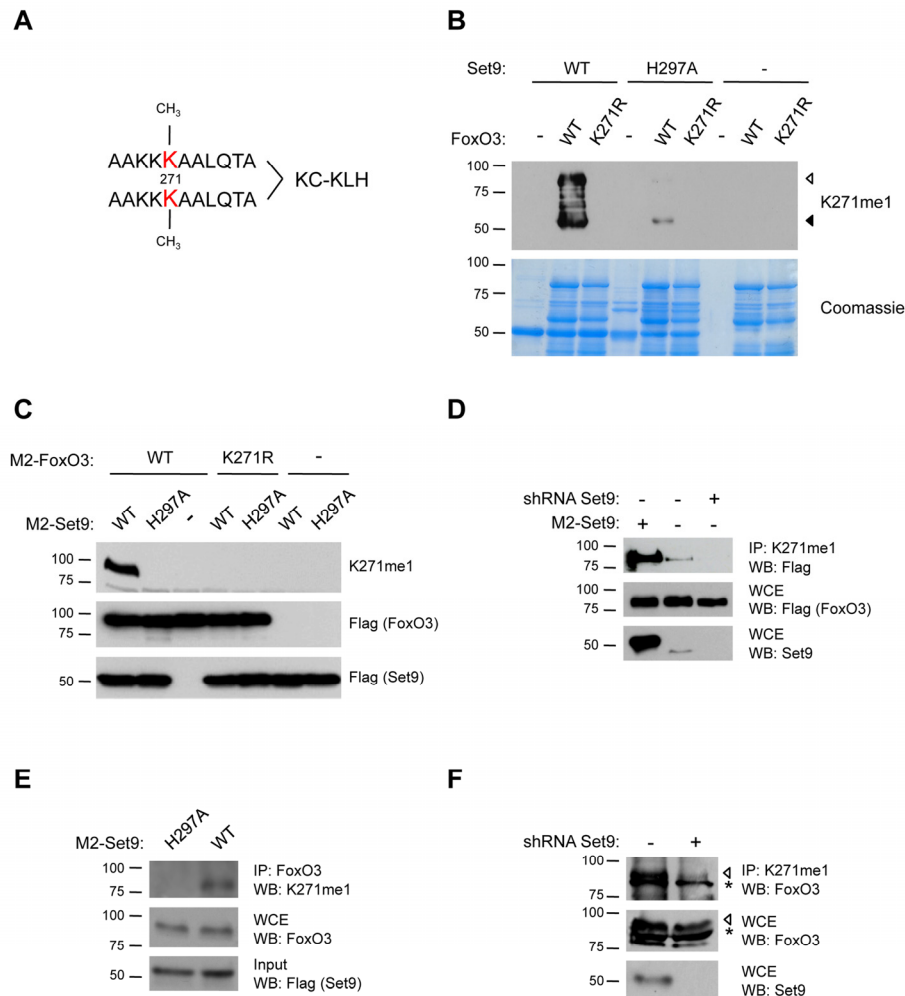 A
CH3
AAKKKAALQTA
271
AAKKKAALQTA
CH3
KC-KLH
B
Set9: WT H297A -
FoxO3: - WT K271R - WT K271R - WT K271R
100
75
50
K271me1
100
75
50
Coomassie
C
M2-FoxO3: WT K271R -
M2-Set9: WT H297A - WT H297A WT H297A
100
75
K271me1
100
75
Flag (FoxO3)
50
Flag (Set9)
D
shRNA Set9: - - +
M2-Set9: + - -
100
75
IP: K271me1
WB: Flag
100
75
WCE
WB: Flag (FoxO3)
50
WCE
WB: Set9
E
M2-Set9: H297A WT
100
75
IP: FoxO3
WB: K271me1
100
75
WCE
WB: FoxO3
50
Input
WB: Flag (Set9)
F
shRNA Set9: - +
100
75
*
IP: K271me1
WB: FoxO3
100
75
*
WCE
WB: FoxO3
50
WCE
WB: Set9